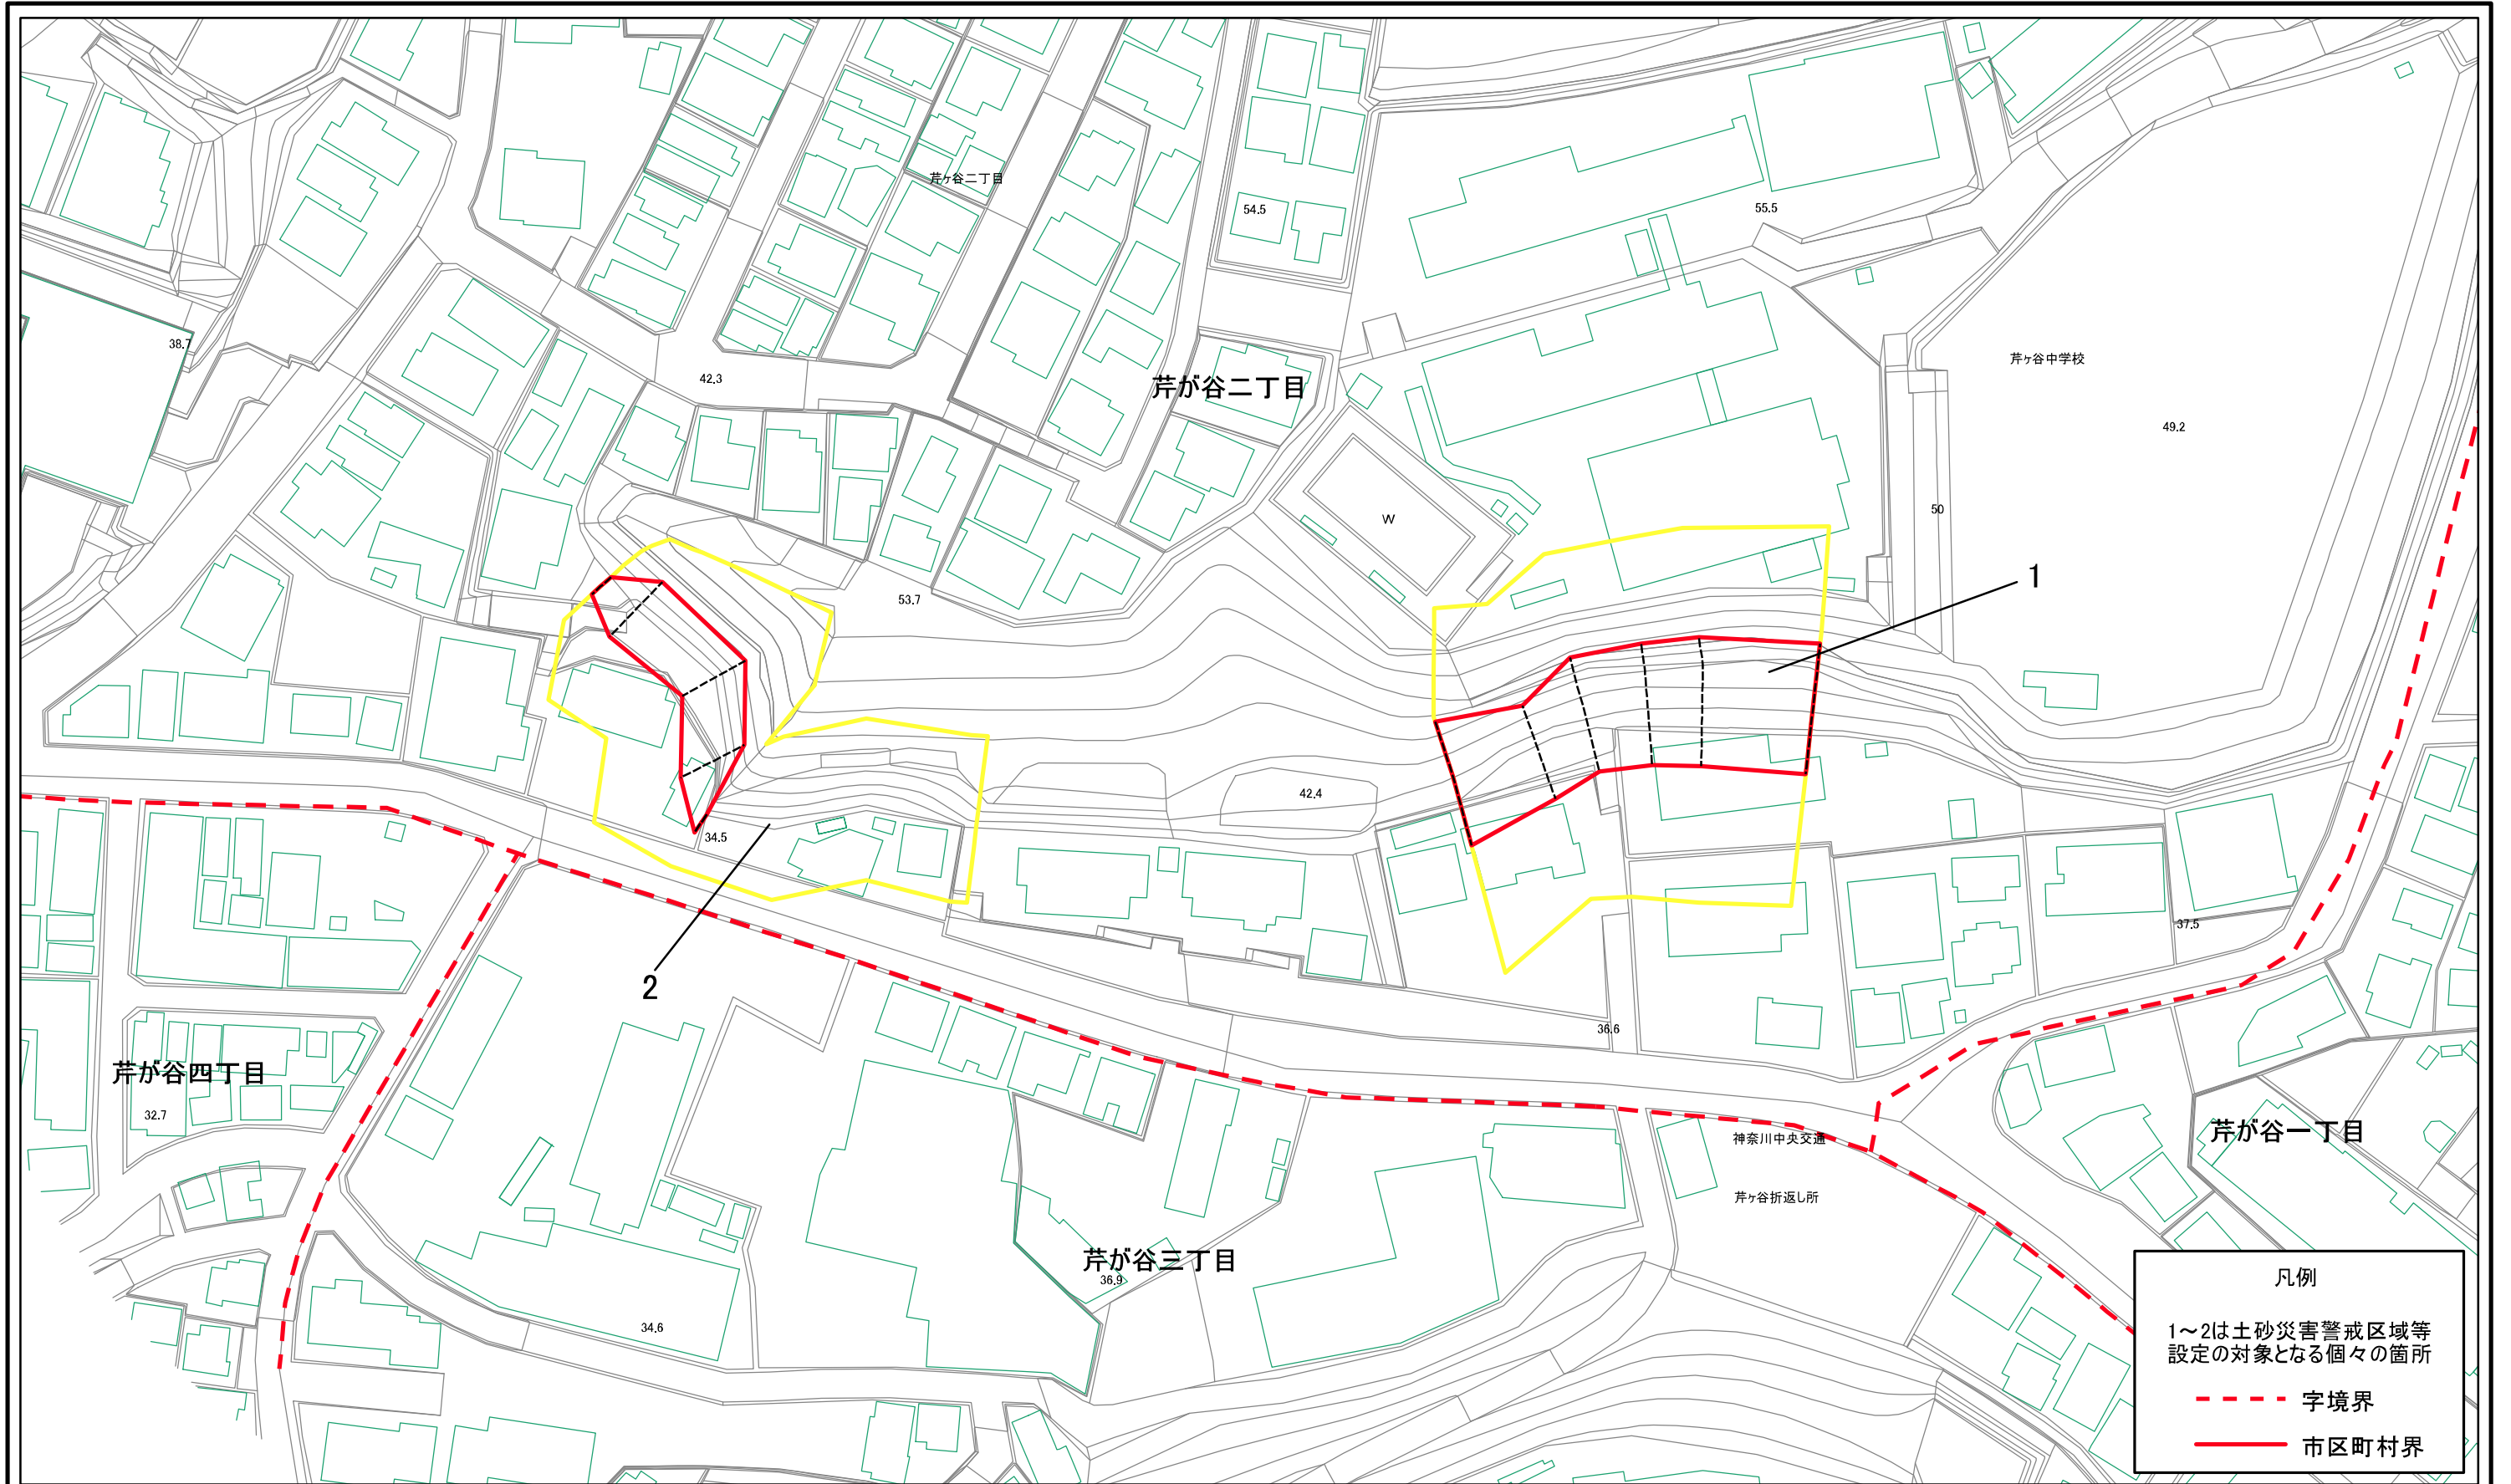 芹ヶ谷二丁目
54.5
55.5
38.7
42.3
芹が谷二丁目
芹ヶ谷中学校
49.2
W
50
53.7
1
42.4
34.5
2
37.5
36.6
芹が谷四丁目
32.7
神奈川中央交通
芹ヶ谷折返し所
芹が谷一丁目
芹が谷三丁目
36.9
34.6
凡例
1～2は土砂災害警戒区域等
設定の対象となる個々の箇所
字境界
市区町村界